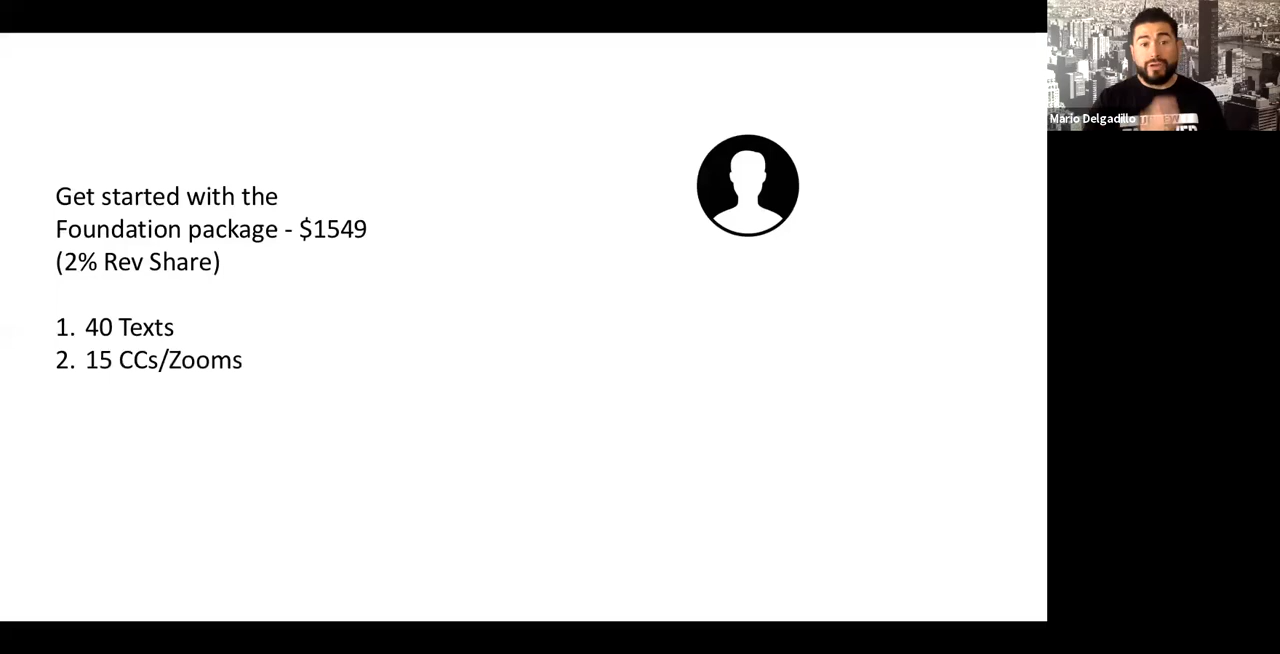 Get started with the
Foundation package - $1549
(2% Rev Share)
1. 40 Texts
2. 15 CCs/Zooms
Mario Delgadillo